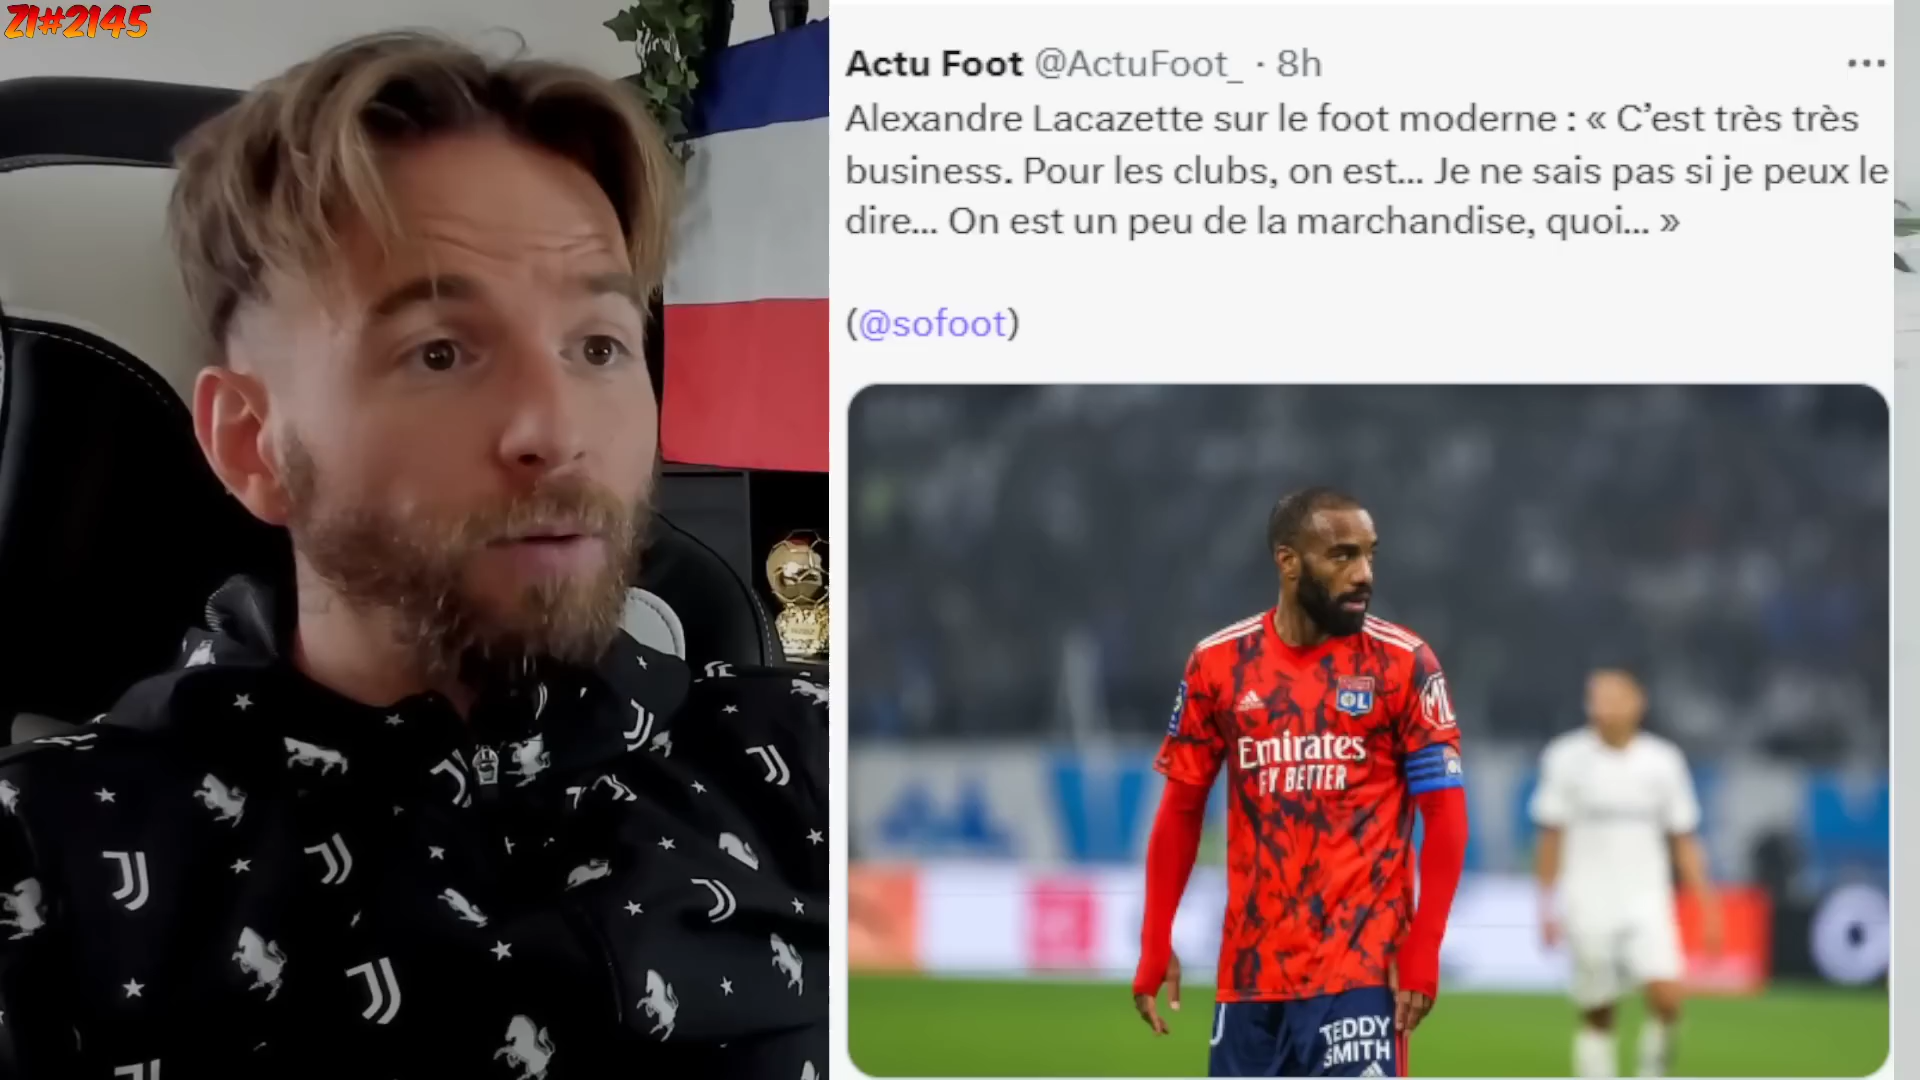 Z1#2145
Actu Foot @ActuFoot_ · 8h
Alexandre Lacazette sur le foot moderne : « C’est très très
business. Pour les clubs, on est... Je ne sais pas si je peux le
dire... On est un peu de la marchandise, quoi... »
(@sofoot)
OL
Emirates
FLY BETTER
TEDDY
SMITH